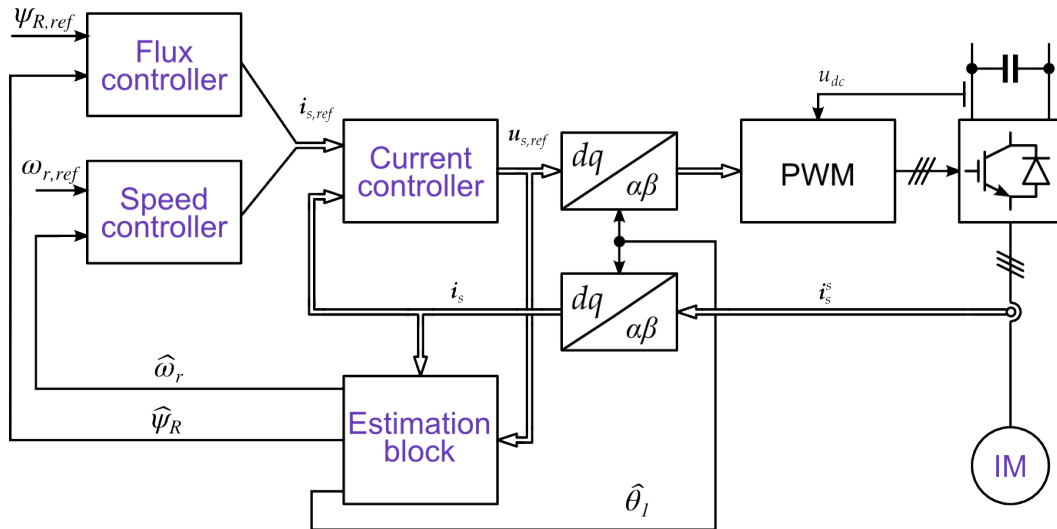 ψR,ref
Flux
controller
is,ref
ωr,ref
Speed
controller
Current
controller
us,ref
dq
αβ
udc
PWM
is
dq
αβ
iss
ω̂r
ψ̂R
Estimation
block
θ̂1
IM